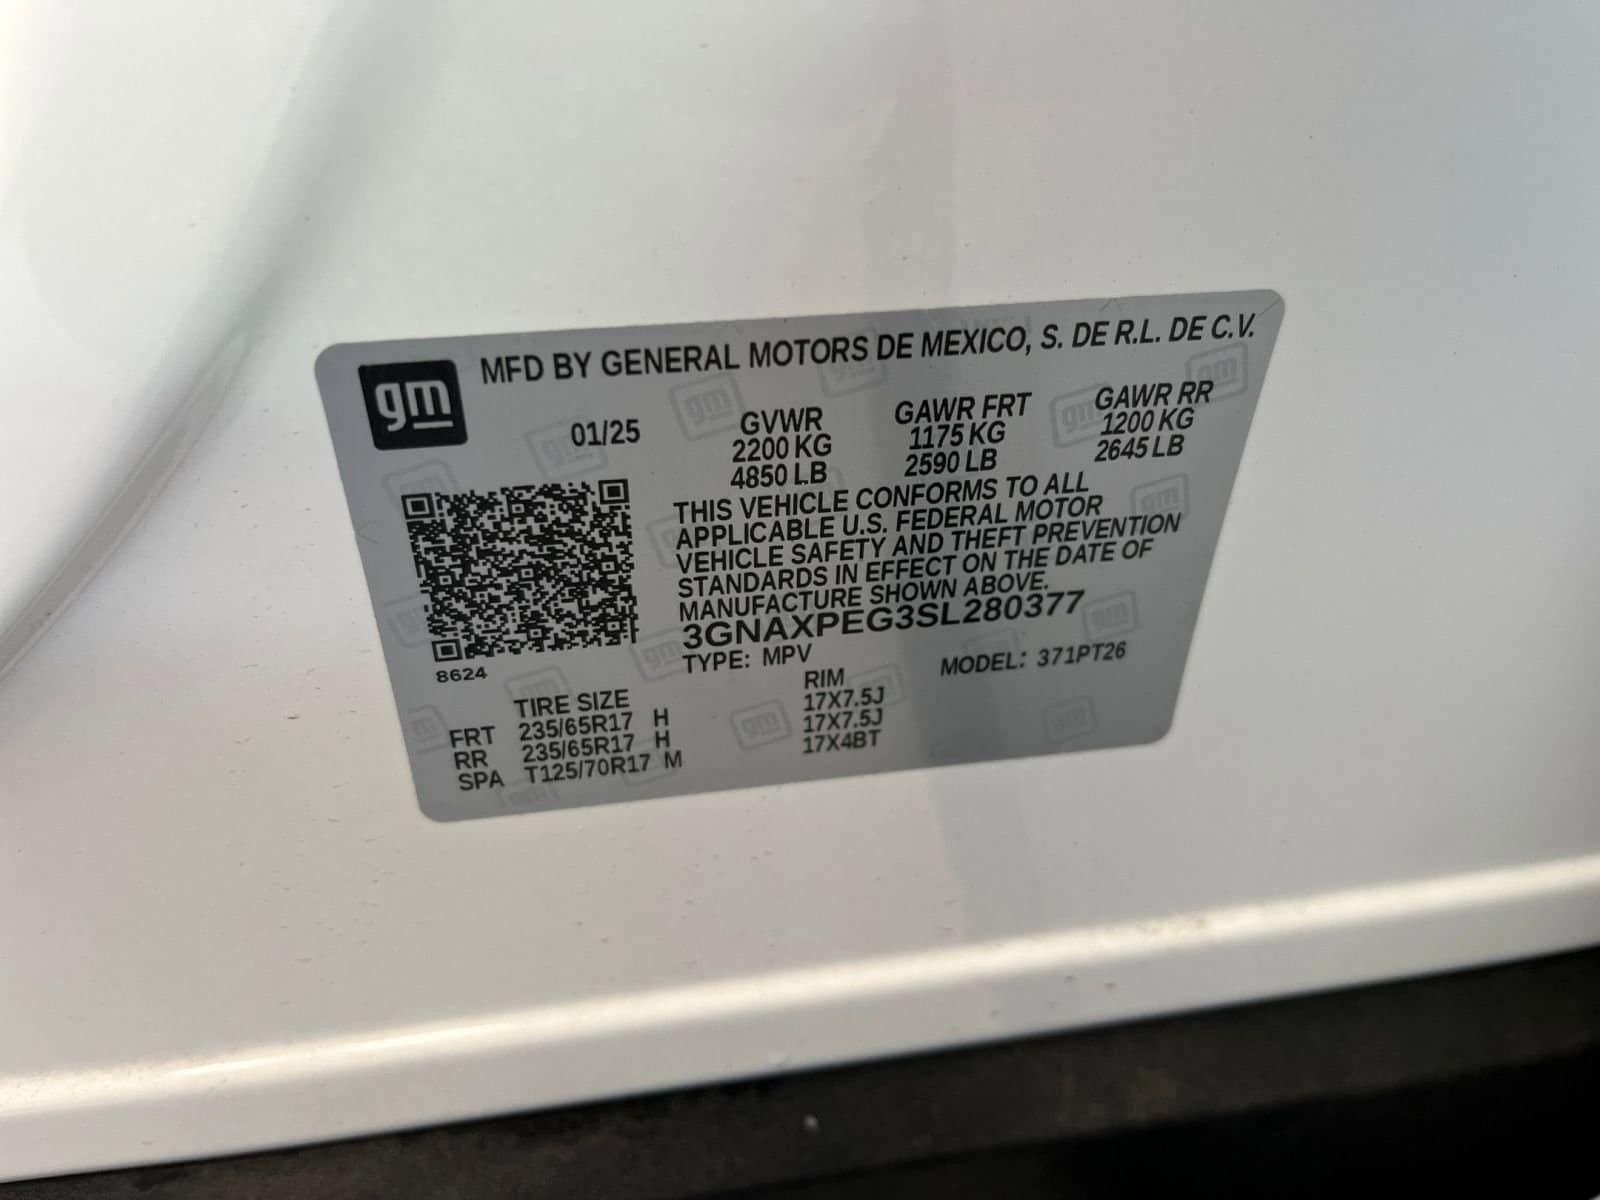 gm MFD BY GENERAL MOTORS DE MEXICO, S. DE R.L. DE C.V.
01/25 GVWR GAWR FRT GAWR RR
2200 KG 1175 KG 1200 KG
4850 LB 2590 LB 2645 LB
THIS VEHICLE CONFORMS TO ALL
APPLICABLE U.S. FEDERAL MOTOR
VEHICLE SAFETY AND THEFT PREVENTION
STANDARDS IN EFFECT ON THE DATE OF
MANUFACTURE SHOWN ABOVE.
3GNAXPEG3SL280377
8624 TYPE: MPV MODEL: 371PT26
TIRE SIZE RIM
FRT 235/65R17 H 17X7.5J
RR 235/65R17 H 17X7.5J
SPA T125/70R17 M 17X4BT